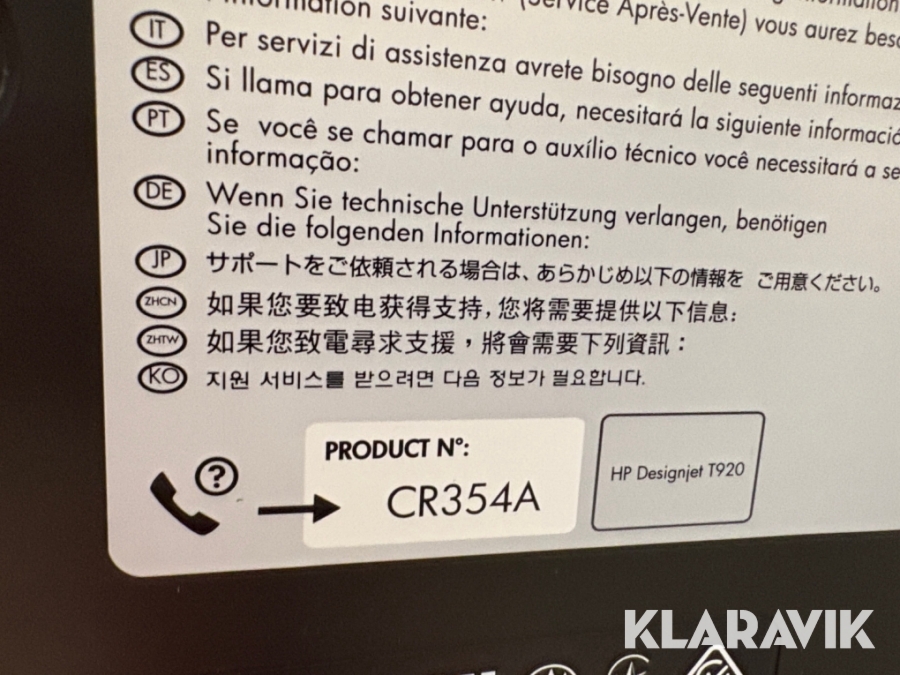 (Service Après-Vente) vous aurez
information suivante:
IT Per servizi di assistenza avrete bisogno delle seguenti informaz
ES Si llama para obtener ayuda, necesitará la siguiente informació
PT Se você se chamar para o auxílio técnico você necessitará a se
informação:
DE Wenn Sie technische Unterstützung verlangen, benötigen
Sie die folgenden Informationen:
JP サポートをご依頼される場合は、あらかじめ以下の情報を ご用意ください。
ZHCN 如果您要致电获得支持,您将需要提供以下信息:
ZHTW 如果您致電尋求支援,將會需要下列資訊:
KO 지원 서비스를 받으려면 다음 정보가 필요합니다.
PRODUCT Nº:
CR354A
HP Designjet T920
?
KLARAVIK